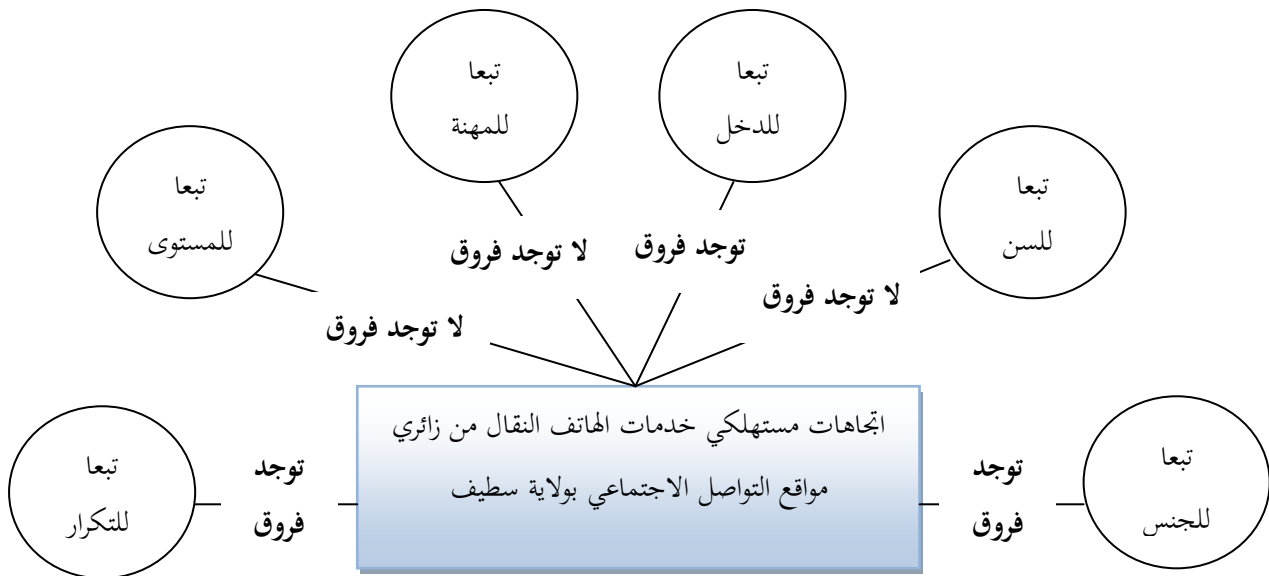 تبعا
للدخل
تبعا
للمهنة
تبعا
للسن
تبعا
للمستوى
توجد فروق
لا توجد فروق
لا توجد فروق
لا توجد فروق
اتجاهات مستهلكي خدمات الهاتف النقال من زائري
مواقع التواصل الاجتماعي بولاية سطيف
تبعا
للجنس
توجد
فروق
توجد
فروق
تبعا
للتكرار